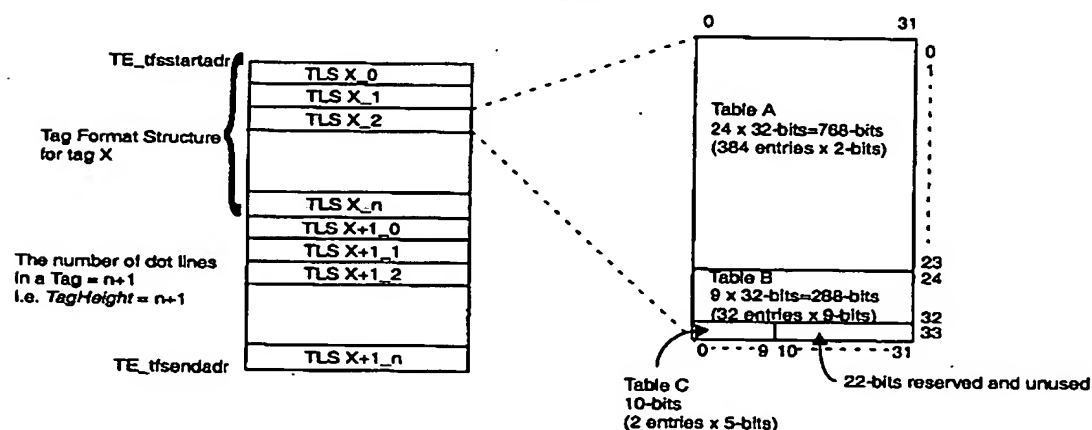 TE_tfsstartadr
Tag Format Structure
for tag X
The number of dot lines
in a Tag = n+1
i.e. TagHeight = n+1
TE_tfsendadr
TLS X_0
TLS X_1
TLS X_2
TLS X_n
TLS X+1_0
TLS X+1_1
TLS X+1_2
TLS X+1_n
0 31
0
1
Table A
24 x 32-bits=768-bits
(384 entries x 2-bits)
23
24
Table B
9 x 32-bits=288-bits
(32 entries x 9-bits)
32
33
0 9 10 31
Table C
10-bits
(2 entries x 5-bits)
22-bits reserved and unused